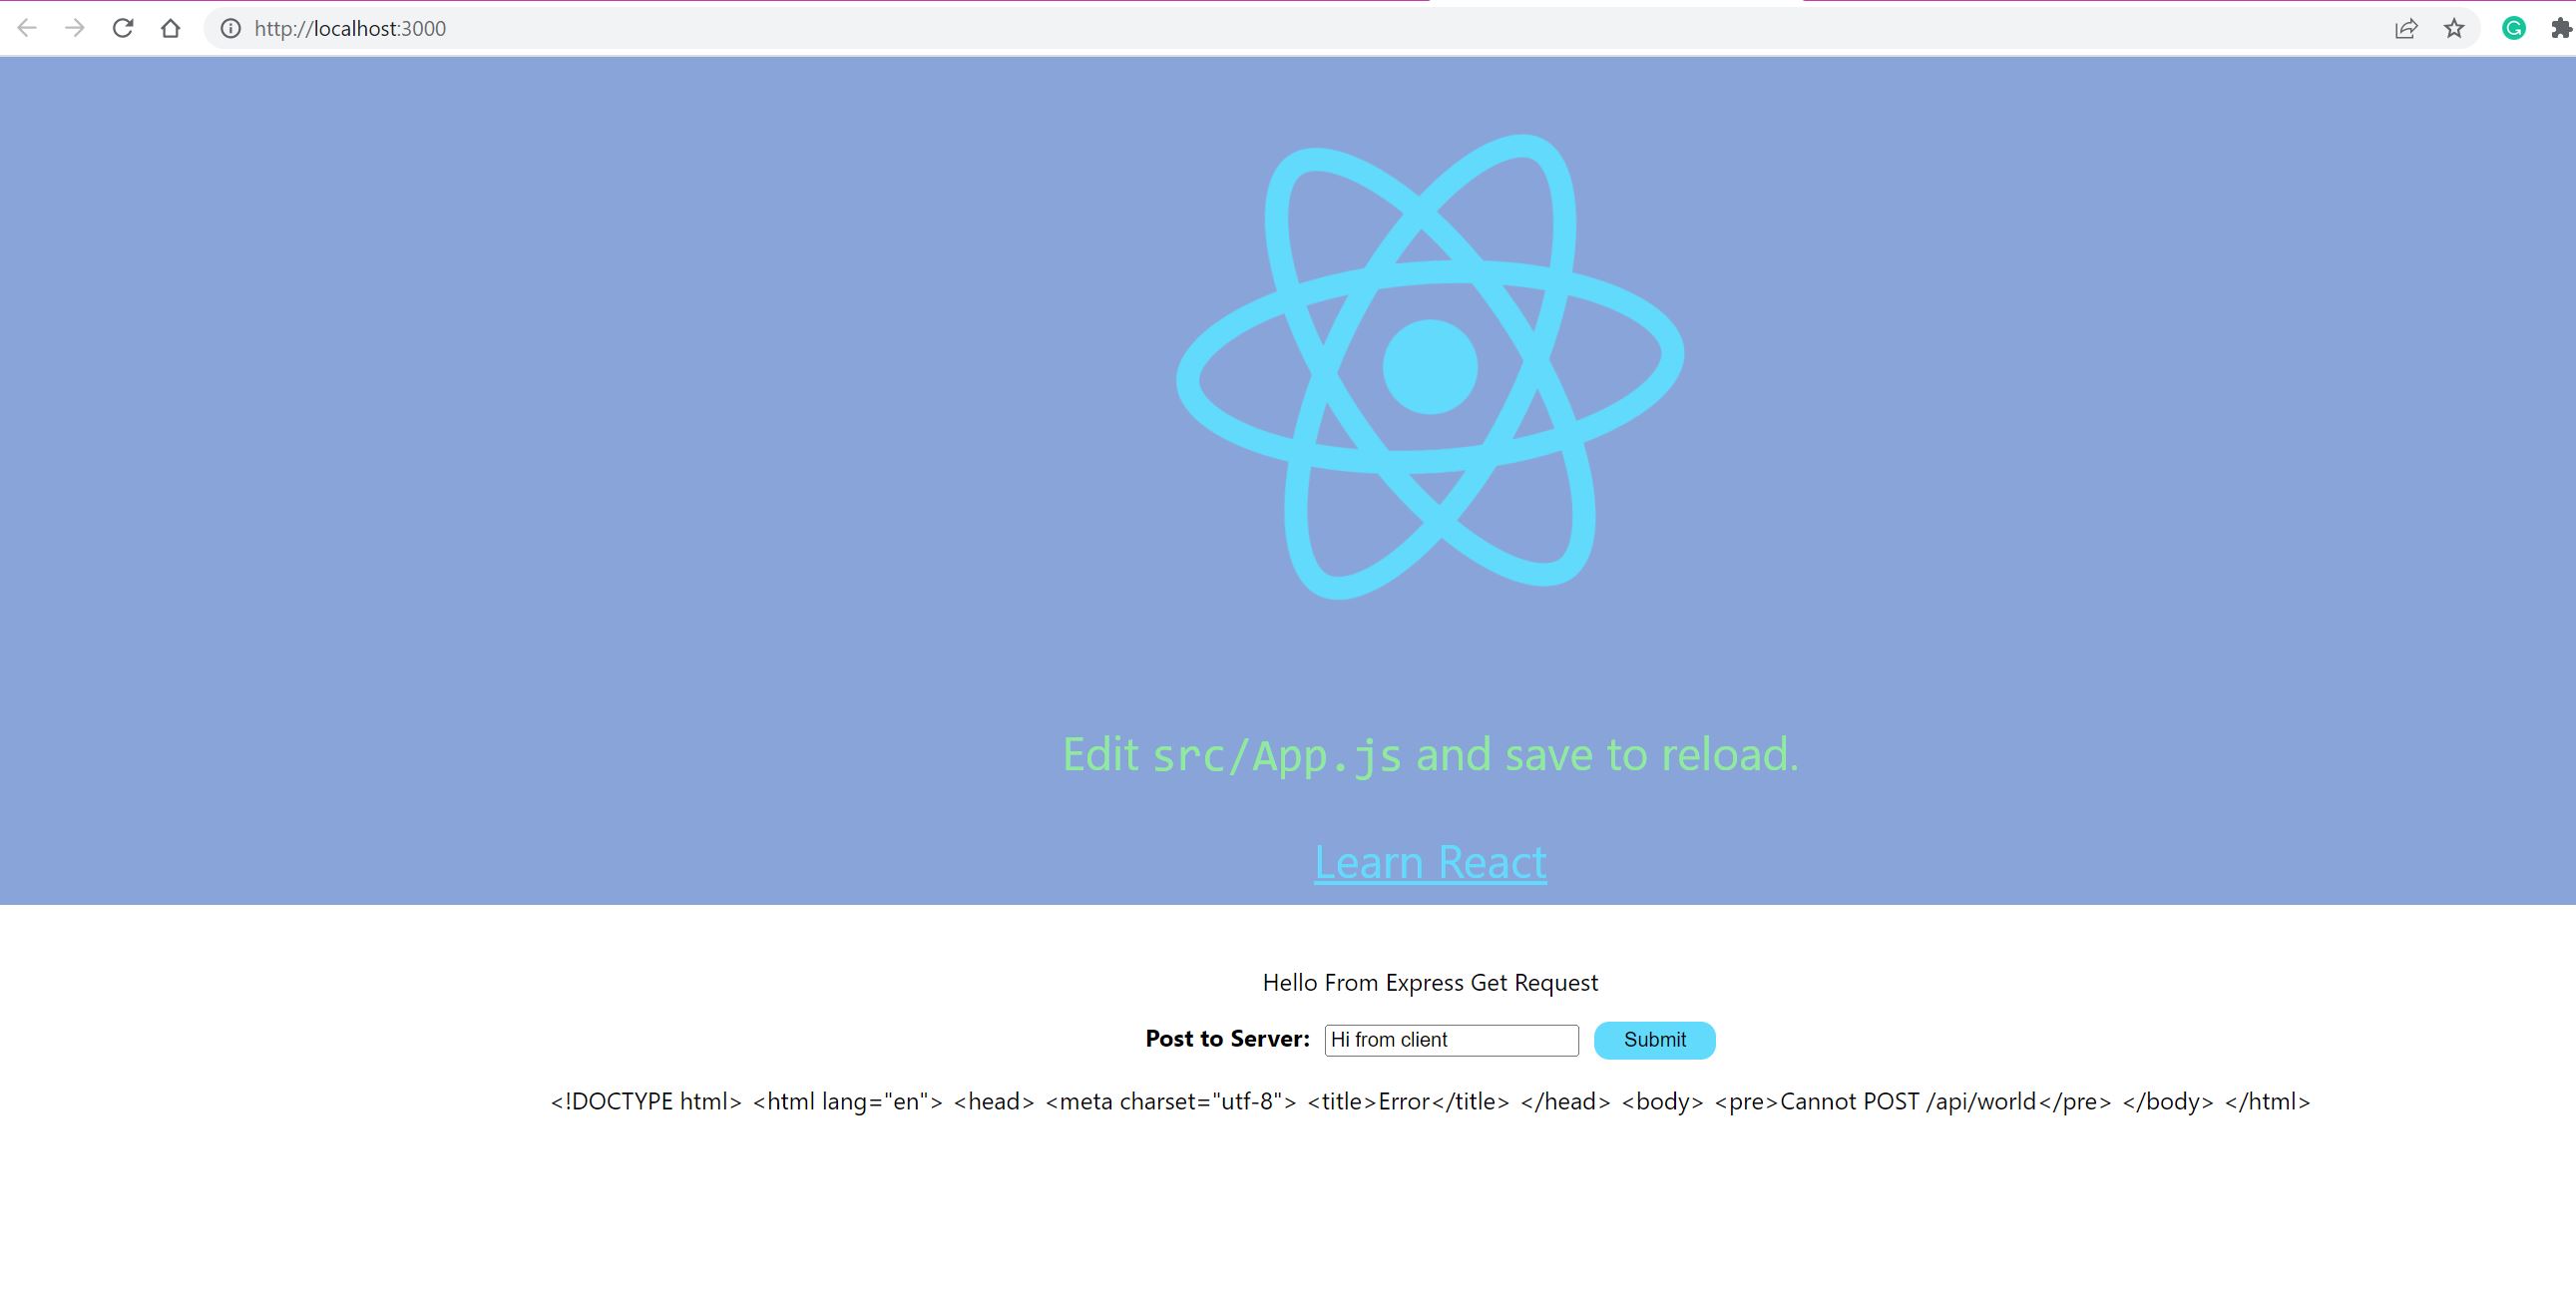 http://localhost:3000
Edit src/App.js and save to reload.
Learn React
Hello From Express Get Request
Post to Server: Hi from client Submit
<!DOCTYPE html> <html lang="en"> <head> <meta charset="utf-8"> <title>Error</title> </head> <body> <pre>Cannot POST /api/world</pre> </body> </html>